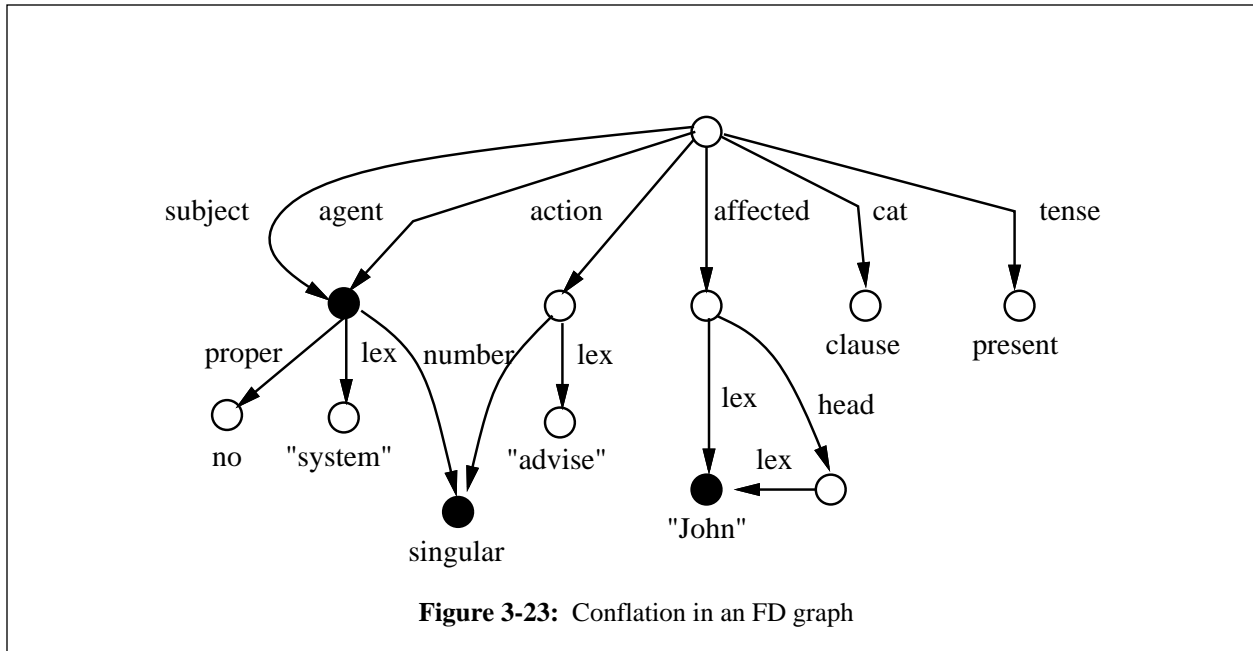 subject agent action affected cat tense
proper lex number lex clause present
lex head
no "system" "advise" lex
"John"
singular
Figure 3-23: Conflation in an FD graph